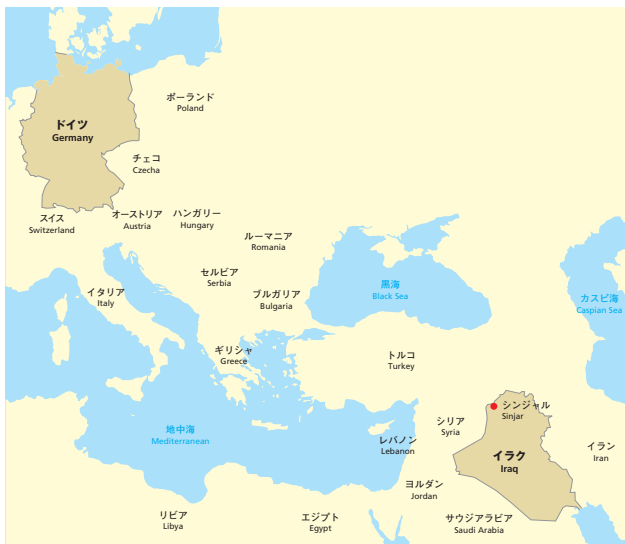 ポーランド
Poland
ドイツ
Germany
チェコ
Czecha
スイス
Switzerland
オーストリア
Austria
ハンガリー
Hungary
ルーマニア
Romania
セルビア
Serbia
イタリア
Italy
ブルガリア
Bulgaria
黒海
Black Sea
カスピ海
Caspian Sea
ギリシャ
Greece
トルコ
Turkey
シンジャル
Sinjar
シリア
Syria
地中海
Mediterranean
レバノン
Lebanon
イラク
Iraq
イラン
Iran
ヨルダン
Jordan
リビア
Libya
エジプト
Egypt
サウジアラビア
Saudi Arabia